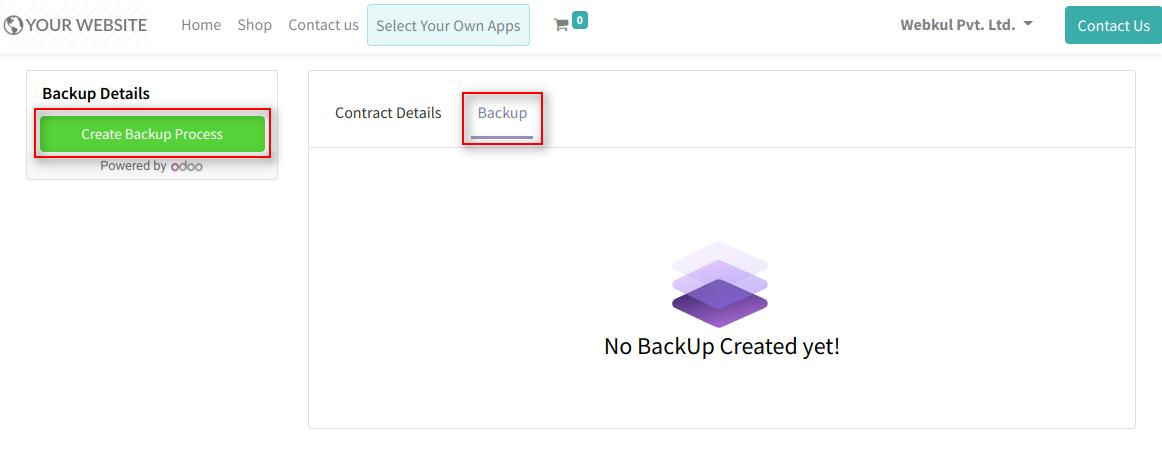 YOUR WEBSITE Home Shop Contact us Select Your Own Apps 0 Webkul Pvt. Ltd. Contact Us
Backup Details
Create Backup Process
Powered by odoo
Contract Details Backup
No BackUp Created yet!